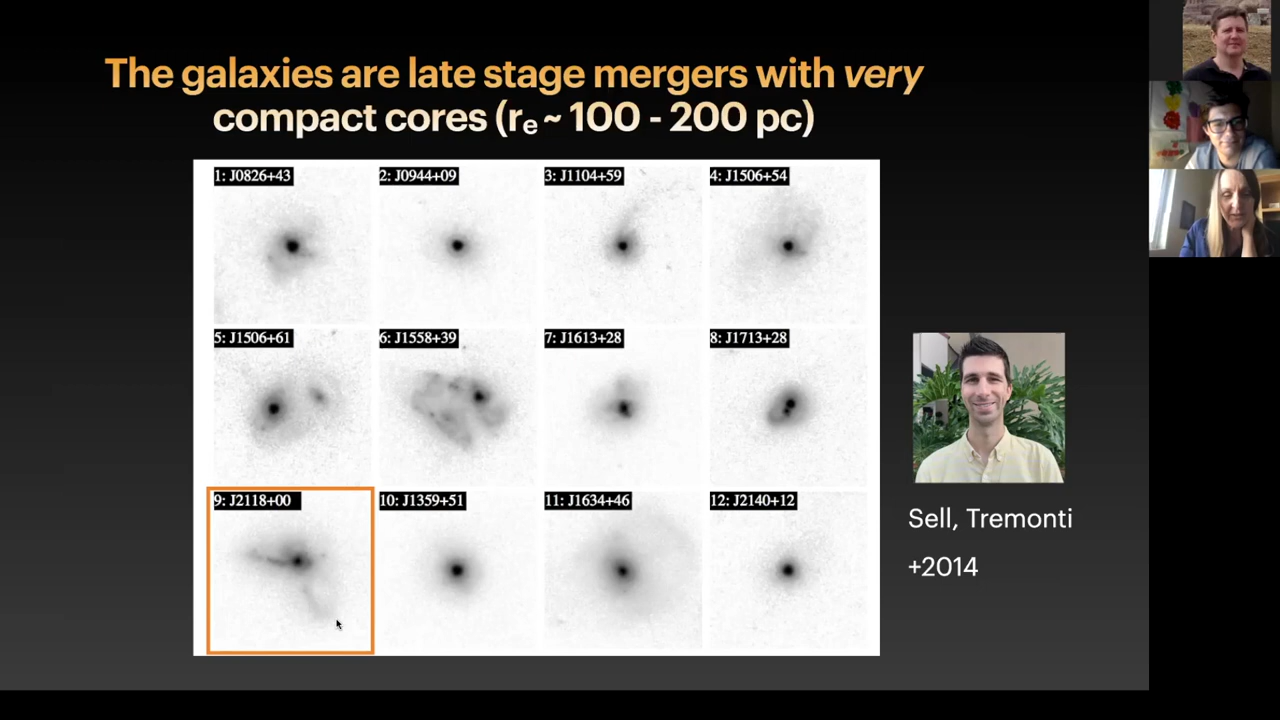 The galaxies are late stage mergers with very
compact cores (rₑ ~ 100 - 200 pc)
1: J0826+43
2: J0944+09
3: J1104+59
4: J1506+54
5: J1506+61
6: J1558+39
7: J1613+28
8: J1713+28
9: J2118+00
10: J1359+51
11: J1634+46
12: J2140+12
Sell, Tremonti
+2014